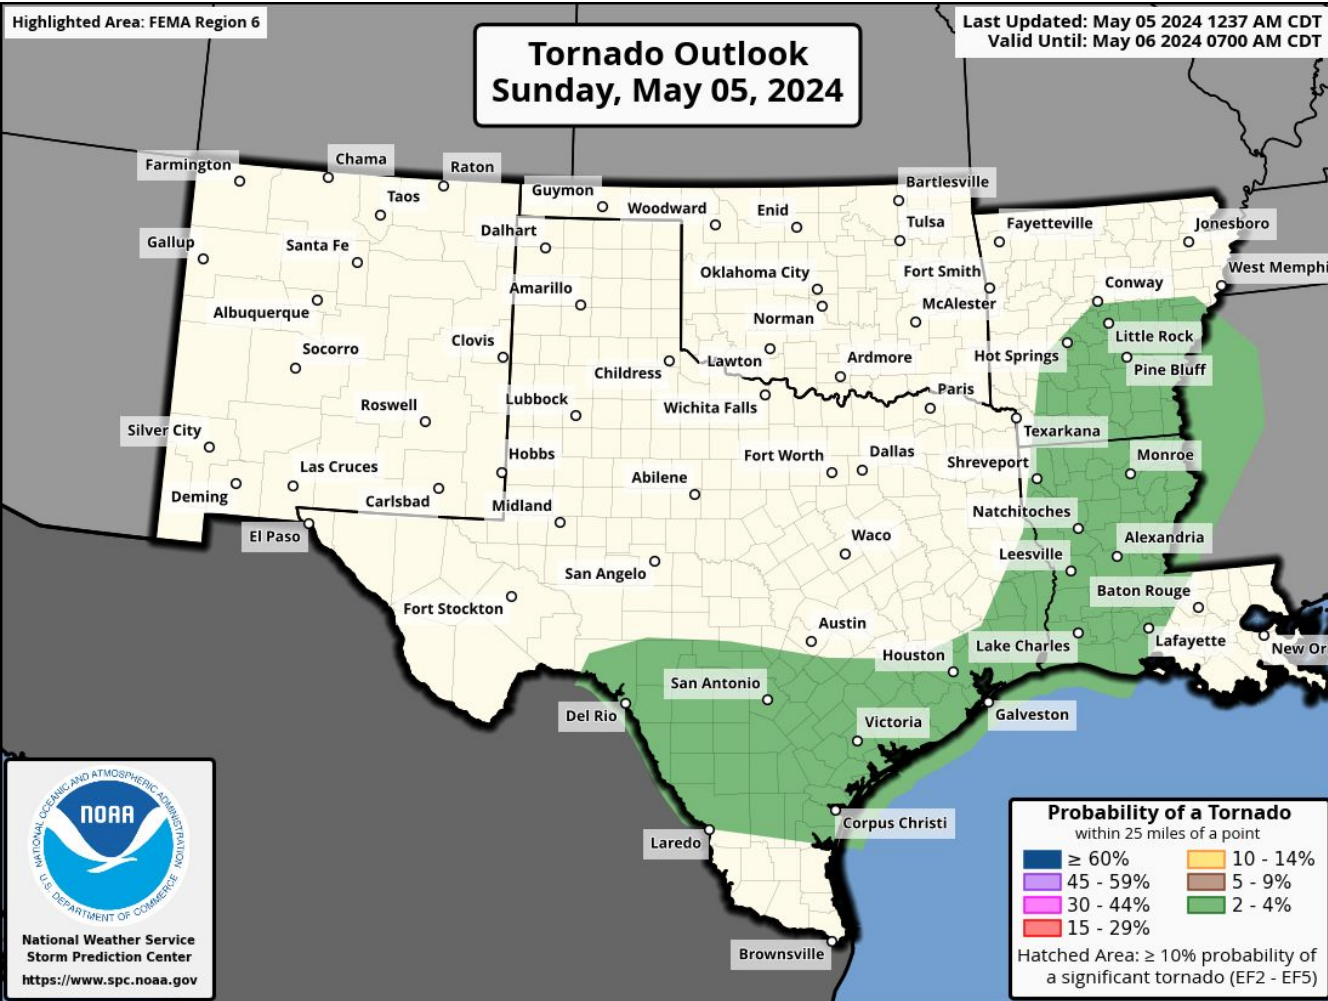 Highlighted Area: FEMA Region 6
Last Updated: May 05 2024 1237 AM CDT
Valid Until: May 06 2024 0700 AM CDT
Tornado Outlook
Sunday, May 05, 2024
Farmington
Chama
Raton
Taos
Guymon
Woodward
Enid
Bartlesville
Tulsa
Fayetteville
Jonesboro
Gallup
Santa Fe
Dalhart
Oklahoma City
Fort Smith
West Memphi
Amarillo
Conway
Albuquerque
Norman
McAlester
Socorro
Clovis
Childress
Lawton
Ardmore
Hot Springs
Little Rock
Pine Bluff
Roswell
Lubbock
Wichita Falls
Paris
Silver City
Texarkana
Las Cruces
Hobbs
Abilene
Fort Worth
Dallas
Shreveport
Monroe
Deming
Carlsbad
Midland
Natchitoches
El Paso
Waco
Leesville
Alexandria
San Angelo
Baton Rouge
Fort Stockton
Austin
Houston
Lake Charles
Lafayette
New Or
San Antonio
Del Rio
Victoria
Galveston
Laredo
Corpus Christi
Brownsville
NATIONAL OCEANIC AND ATMOSPHERIC ADMINISTRATION
NOAA
U.S. DEPARTMENT OF COMMERCE
National Weather Service
Storm Prediction Center
https://www.spc.noaa.gov
Probability of a Tornado
within 25 miles of a point
≥ 60%
10 - 14%
45 - 59%
5 - 9%
30 - 44%
2 - 4%
15 - 29%
Hatched Area: ≥ 10% probability of
a significant tornado (EF2 - EF5)